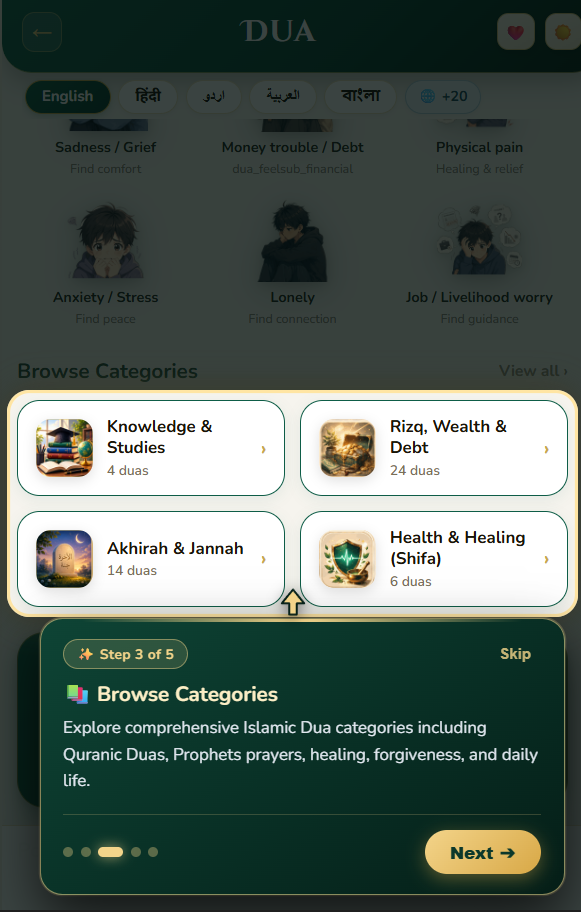 ←
DUA
English
हिंदी
اردو
العربية
বাংলা
+20
Sadness / Grief
Money trouble / Debt
Physical pain
Find comfort
dua_feelsub_financial
Healing & relief
Anxiety / Stress
Lonely
Job / Livelihood worry
Find peace
Find connection
Find guidance
Browse Categories
View all ›
Knowledge &
Studies
4 duas
›
Rizq, Wealth &
Debt
24 duas
›
Akhirah & Jannah
14 duas
›
Health & Healing
(Shifa)
6 duas
›
✨ Step 3 of 5
Skip
Browse Categories
Explore comprehensive Islamic Dua categories including
Quranic Duas, Prophets prayers, healing, forgiveness, and daily
life.
Next ➔